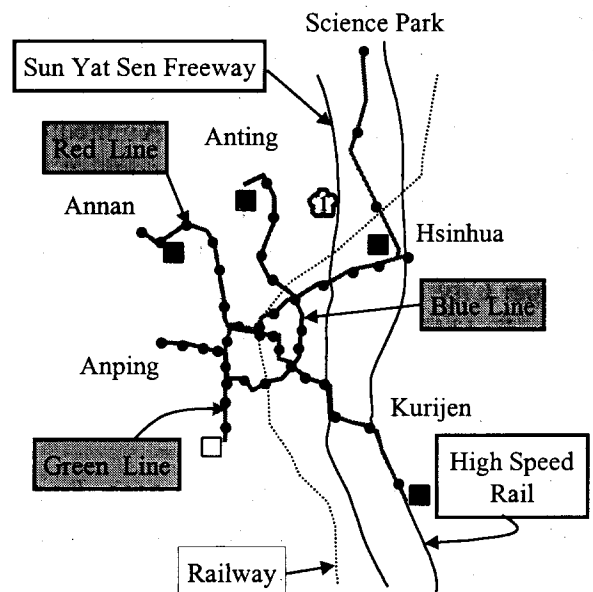 Science Park
Sun Yat Sen Freeway
Anting
Red Line
Annan
1
Hsinhua
Blue Line
Anping
Kurijen
Green Line
High Speed
Rail
Railway